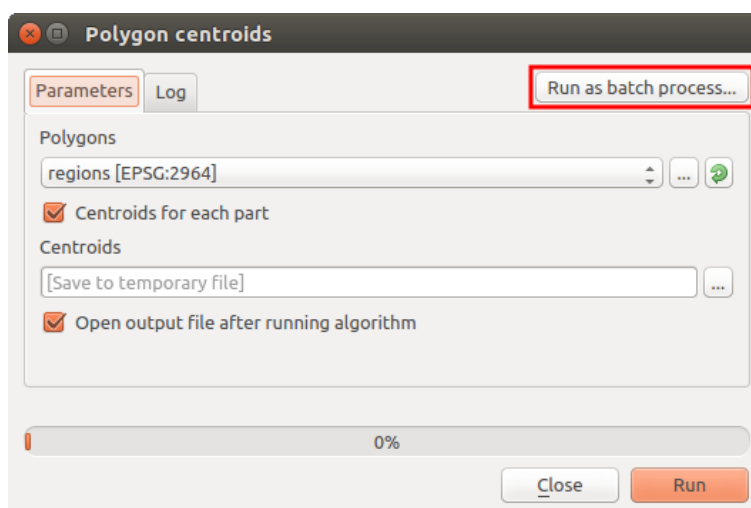 Polygon centroids
Parameters
Log
Run as batch process...
Polygons
regions [EPSG:2964]
...
Centroids for each part
Centroids
[Save to temporary file]
...
Open output file after running algorithm
0%
Close
Run